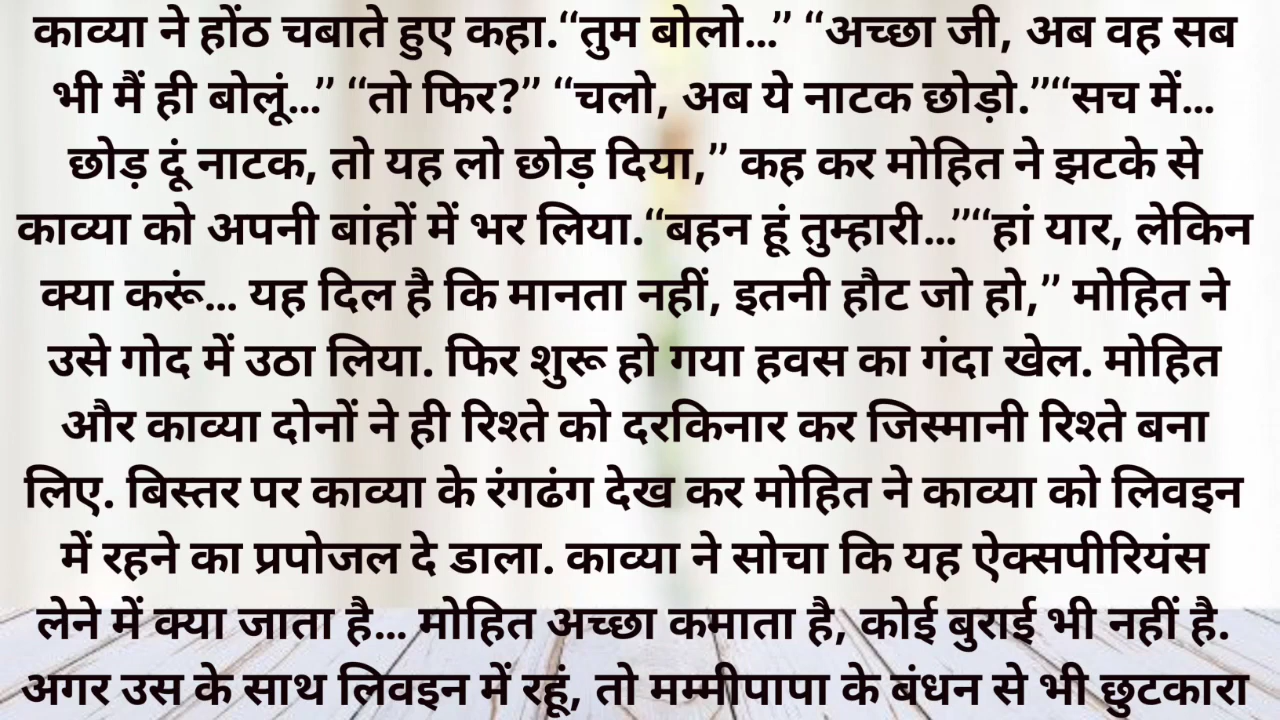 काव्या ने होंठ चबाते हुए कहा.“तुम बोलो...” “अच्छा जी, अब वह सब
भी मैं ही बोलूं...” “तो फिर?” “चलो, अब ये नाटक छोड़ो.”“सच में...
छोड़ दूं नाटक, तो यह लो छोड़ दिया,” कह कर मोहित ने झटके से
काव्या को अपनी बांहों में भर लिया.“बहन हूं तुम्हारी...”“हां यार, लेकिन
क्या करूं... यह दिल है कि मानता नहीं, इतनी हौट जो हो,” मोहित ने
उसे गोद में उठा लिया. फिर शुरू हो गया हवस का गंदा खेल. मोहित
और काव्या दोनों ने ही रिश्ते को दरकिनार कर जिस्मानी रिश्ते बना
लिए. बिस्तर पर काव्या के रंगढंग देख कर मोहित ने काव्या को लिवइन
में रहने का प्रपोजल दे डाला. काव्या ने सोचा कि यह ऐक्सपीरियंस
लेने में क्या जाता है... मोहित अच्छा कमाता है, कोई बुराई भी नहीं है.
अगर उस के साथ लिवइन में रहूं, तो मम्मीपापा के बंधन से भी छुटकारा